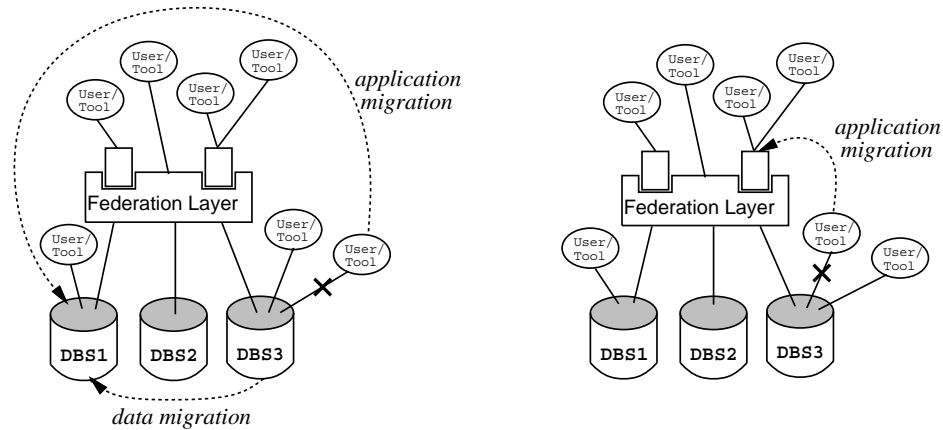 User/
Tool
User/
Tool
User/
Tool
User/
Tool
application
migration
Federation Layer
User/
Tool
User/
Tool
User/
Tool
DBS1
DBS2
DBS3
data migration
User/
Tool
User/
Tool
User/
Tool
User/
Tool
application
migration
Federation Layer
User/
Tool
User/
Tool
User/
Tool
DBS1
DBS2
DBS3